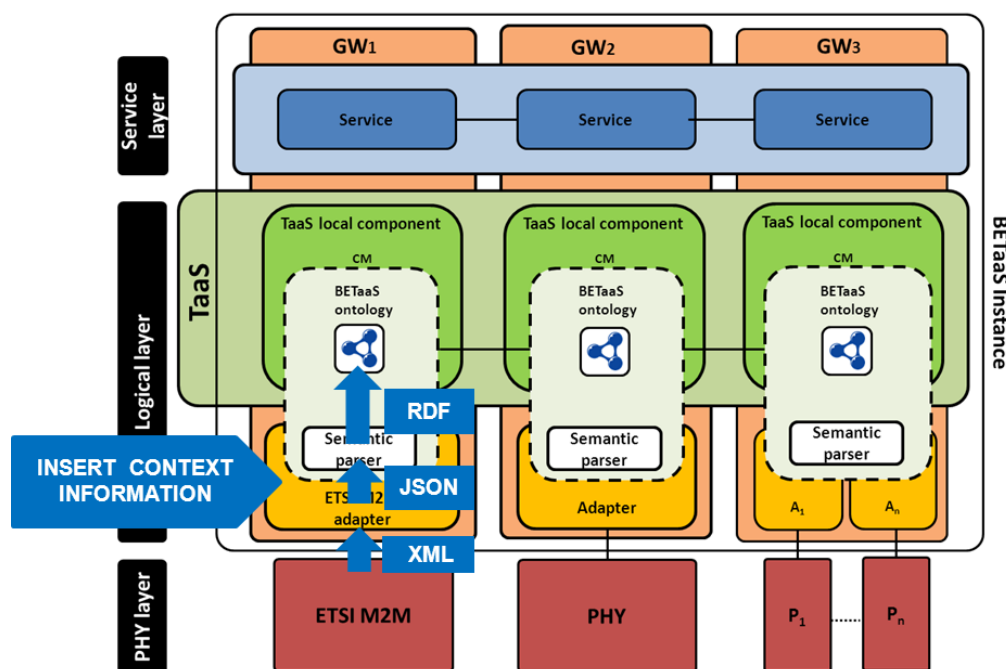 GW1
GW2
GW3
Service
layer
Service
Service
Service
TaaS local component
TaaS local component
TaaS local component
CM
CM
CM
BETaaS
ontology
BETaaS
ontology
BETaaS
ontology
TaaS
Logical layer
BETaaS Instance
RDF
Semantic
parser
Semantic
parser
Semantic
parser
INSERT CONTEXT
INFORMATION
JSON
ETSI M2
adapter
Adapter
A1
An
XML
PHY layer
ETSI M2M
PHY
P1
Pn